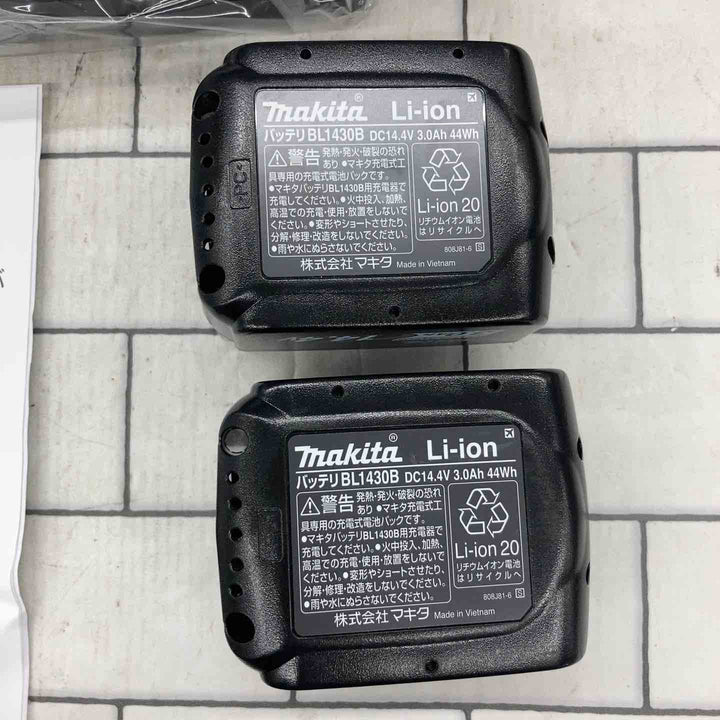 makita® Li-ion
バッテリBL1430B DC14.4V 3.0Ah 44Wh
警告 発熱・発火・破裂の恐れ
あり ●マキタ充電式工
具専用の充電式電池パックです。
●マキタバッテリBL1430B用充電器で
充電してください。●火中投入、加熱、
高温での充電・使用・放置をしないで
ください。●変形やショートさせたり、
分解・修理・改造をしないでください。
●雨や水にぬらさないでください。
Li-ion 20
リチウムイオン電池
はリサイクルへ
808J81-6 S
株式会社マキタ Made in Vietnam
PC
14.4V
makita® Li-ion
バッテリBL1430B DC14.4V 3.0Ah 44Wh
警告 発熱・発火・破裂の恐れ
あり ●マキタ充電式工
具専用の充電式電池パックです。
●マキタバッテリBL1430B用充電器で
充電してください。●火中投入、加熱、
高温での充電・使用・放置をしないで
ください。●変形やショートさせたり、
分解・修理・改造をしないでください。
●雨や水にぬらさないでください。
Li-ion 20
リチウムイオン電池
はリサイクルへ
808J81-6 S
株式会社マキタ Made in Vietnam